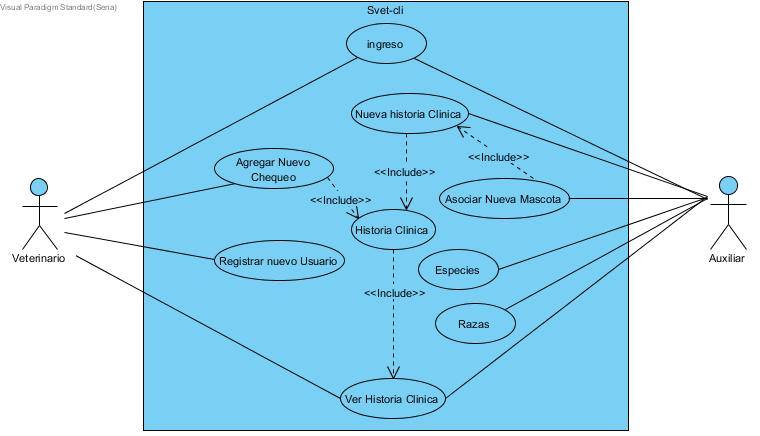 Visual Paradigm Standard(Sena)
Svet-cli
ingreso
Nueva historia Clinica
<<Include>>
Agregar Nuevo
Chequeo
<<Include>>
<<Include>>
Asociar Nueva Mascota
Historia Clinica
Veterinario
Auxiliar
Registrar nuevo Usuario
Especies
<<Include>>
Razas
Ver Historia Clinica